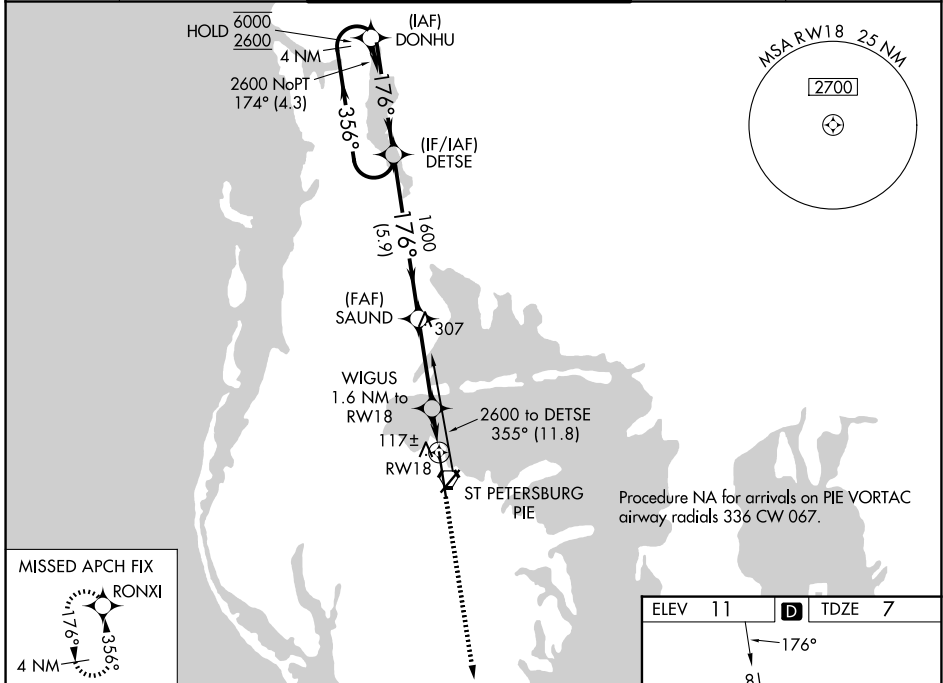 HOLD 6000
2600
4 NM
(IAF)
DONHU
2600 NoPT
174° (4.3)
176°
356°
(IF/IAF)
DETSE
1600
176°
(5.9)
(FAF)
SAUND
307
WIGUS
1.6 NM to
RW18
2600 to DETSE
355° (11.8)
117±
RW18
ST PETERSBURG
PIE
MSA RW18 25 NM
2700
Procedure NA for arrivals on PIE VORTAC
airway radials 336 CW 067.
MISSED APCH FIX
RONXI
176°
356°
4 NM
ELEV 11 D TDZE 7
176°